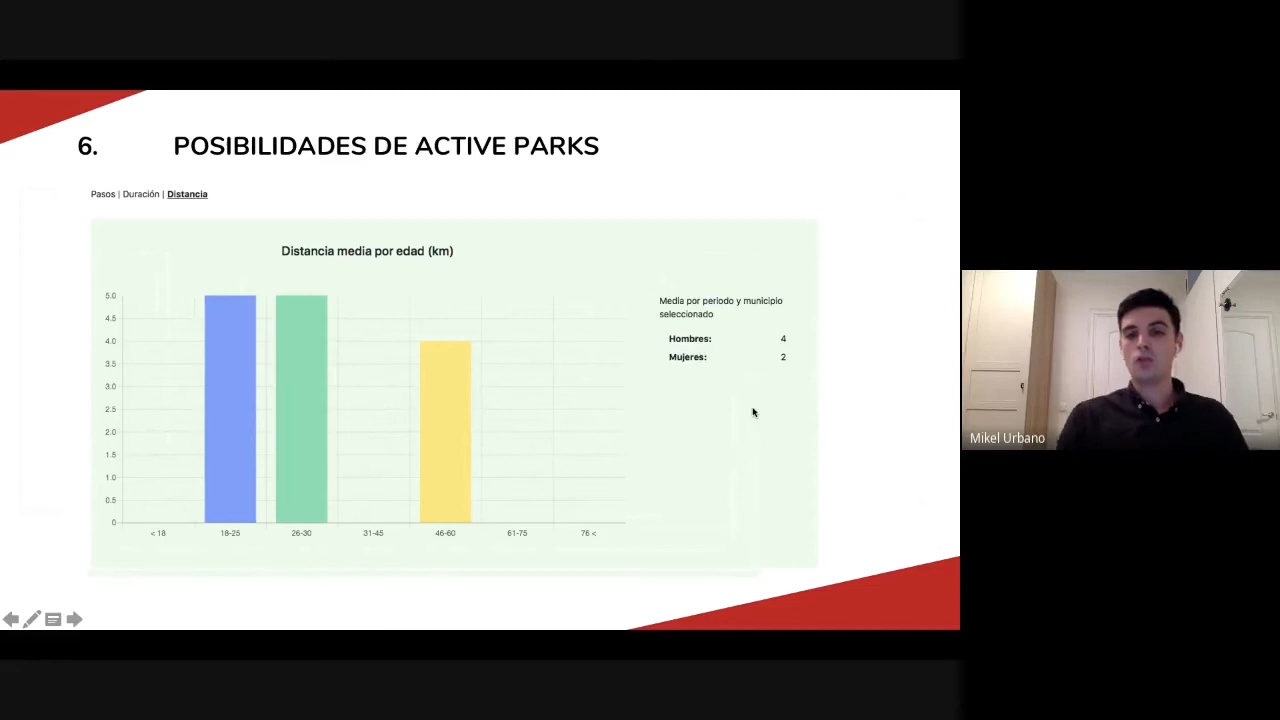 6. POSIBILIDADES DE ACTIVE PARKS
Pasos | Duración | Distancia
Distancia media por edad (km)
5.0
4.5
4.0
3.5
3.0
2.5
2.0
1.5
1.0
0.5
0
< 18 18-25 26-30 31-45 46-60 61-75 76 <
Media por periodo y municipio
seleccionado
Hombres: 4
Mujeres: 2
Mikel Urbano